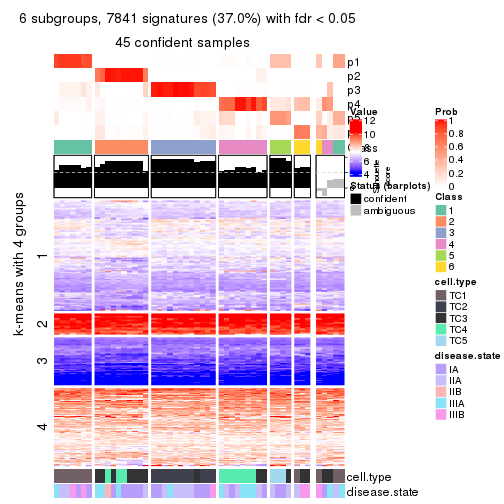 6 subgroups, 7841 signatures (37.0%) with fdr < 0.05
45 confident samples
p1
p2
p3
p4
p5
Value
12
10
8
6
4
Prob
1
0.8
0.6
0.4
0.2
0
Silhouette
score
Status (barplots)
confident
ambiguous
Class
1
2
3
4
5
6
cell.type
TC1
TC2
TC3
TC4
TC5
disease.state
IA
IIA
IIB
IIIA
IIIB
k-means with 4 groups
1
2
3
4
cell.type
disease.state